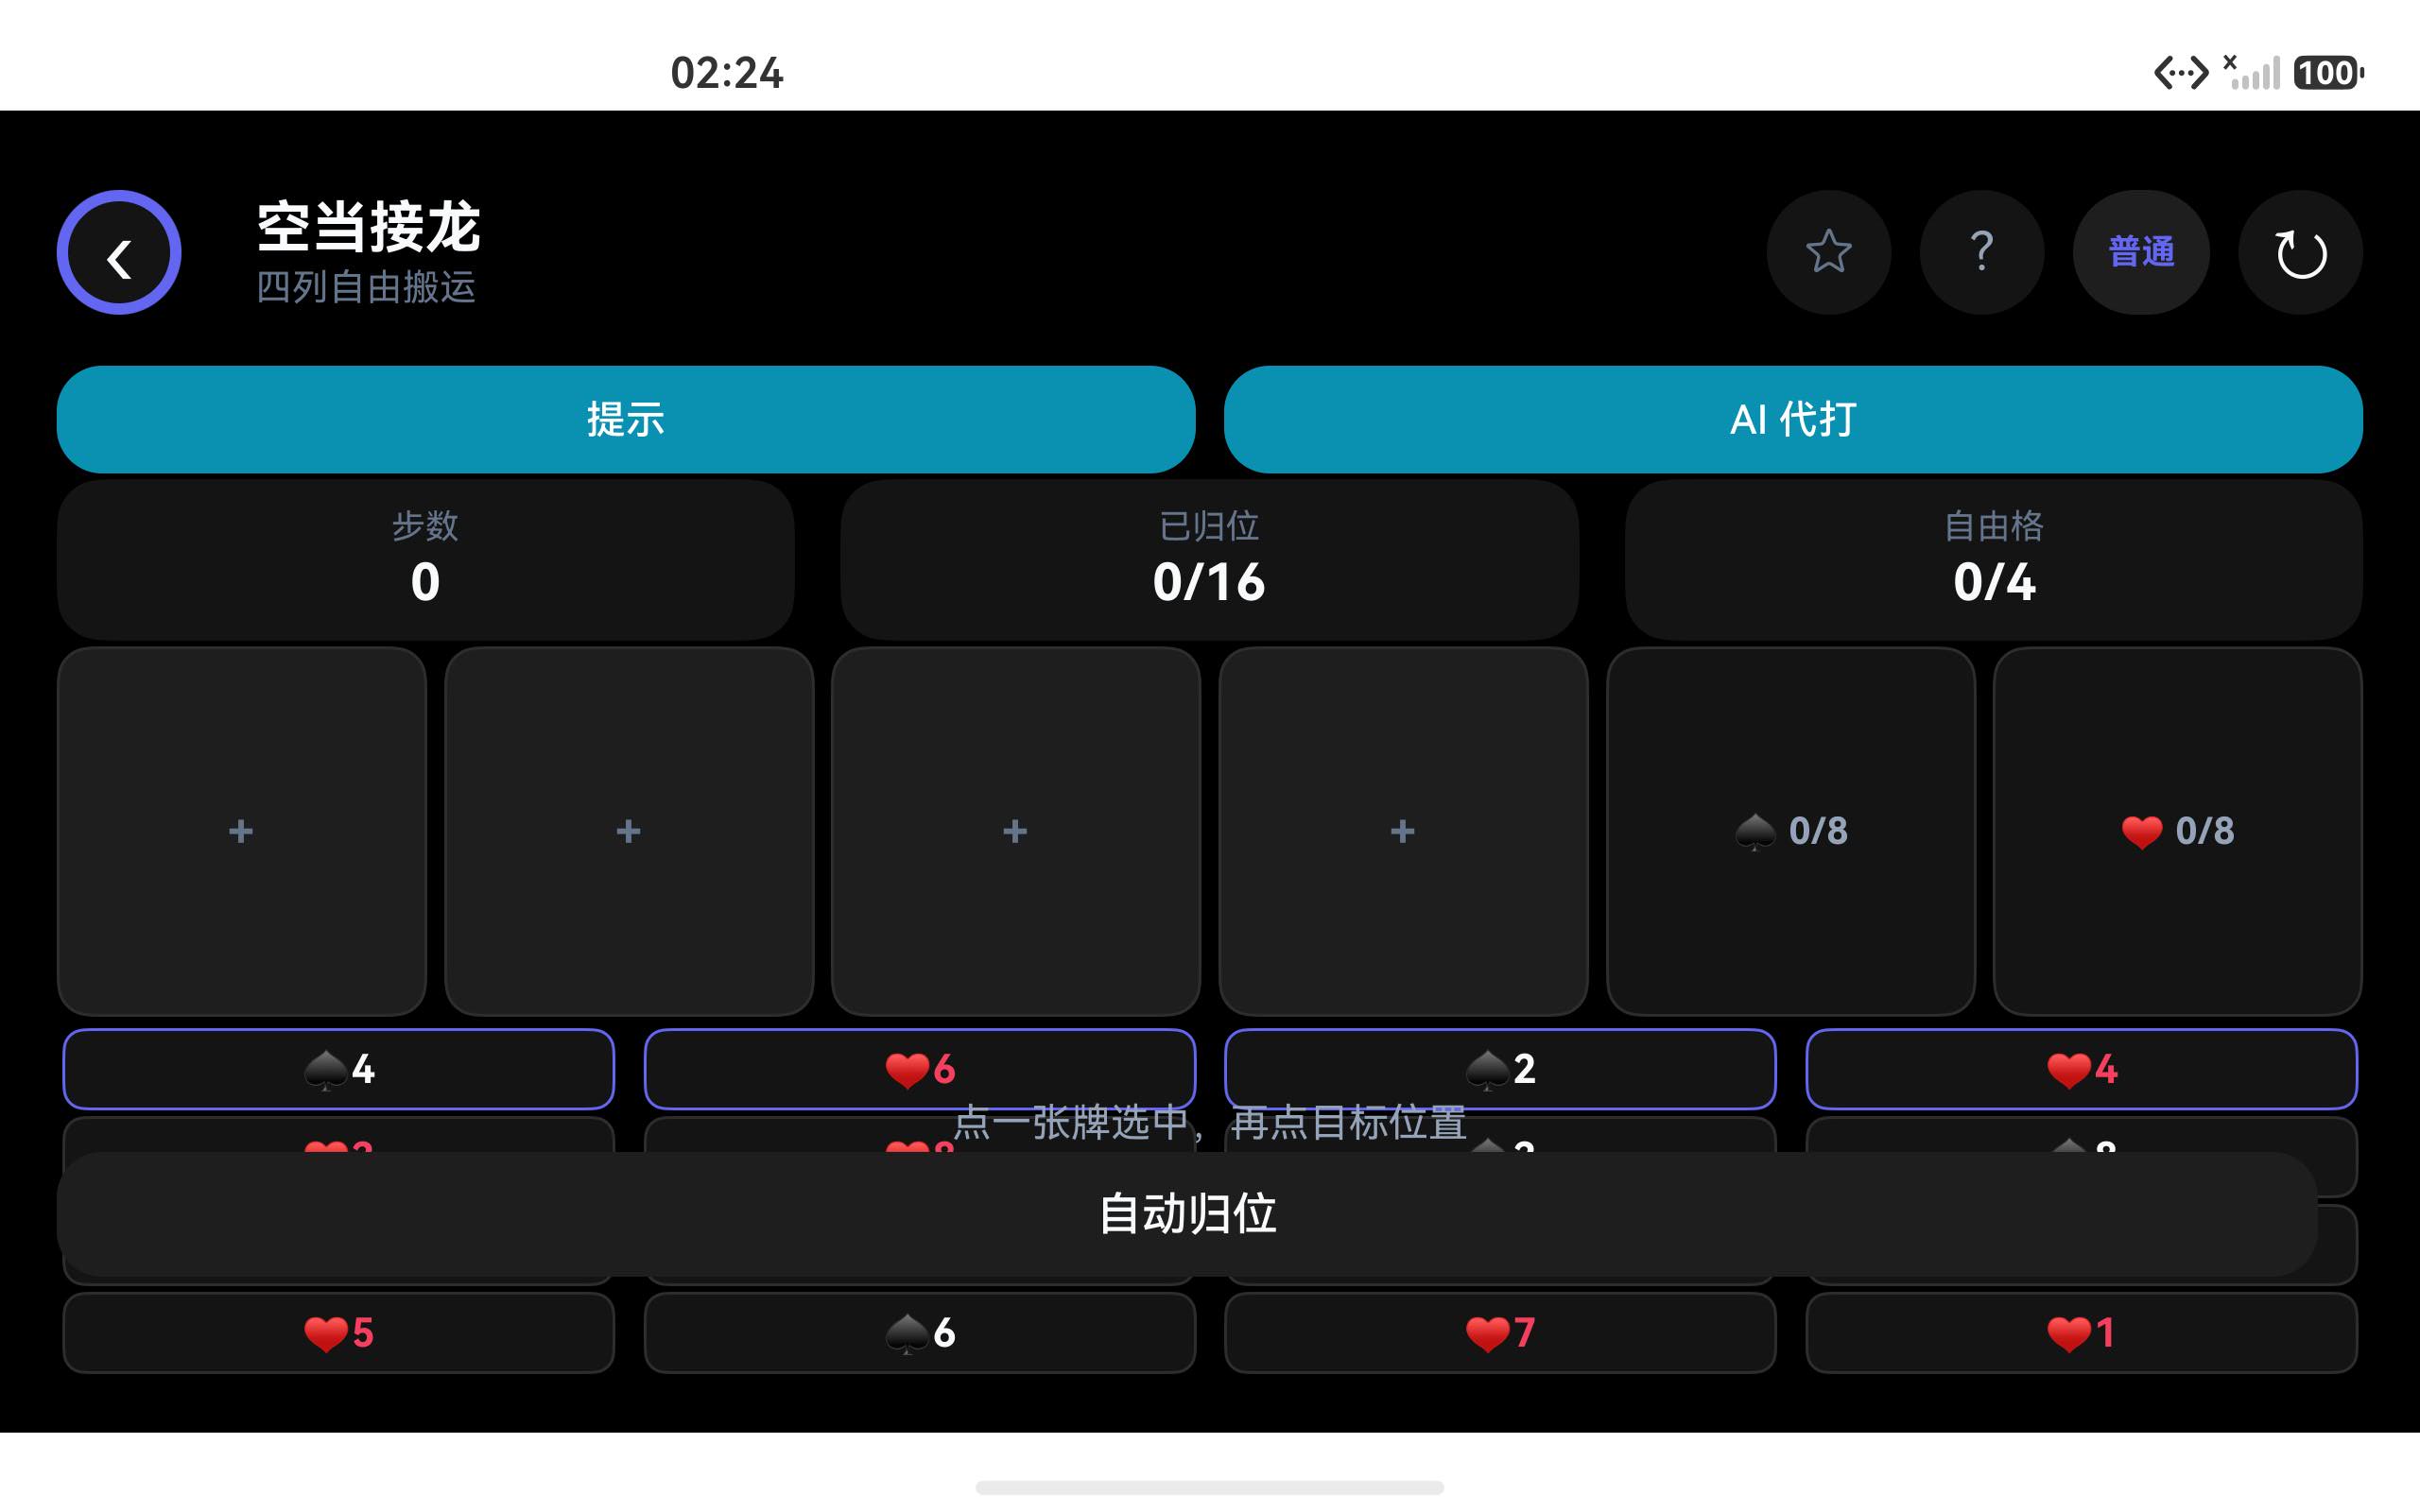 02:24
100
空当接龙
四列自由搬运
?
普通
提示
AI 代打
步数
0
已归位
0/16
自由格
0/4
+
+
+
+
♠ 0/8
♥ 0/8
♠4
♥6
♠2
♥4
点一张牌选中，再点目标位置
自动归位
♥5
♠6
♥7
♥1